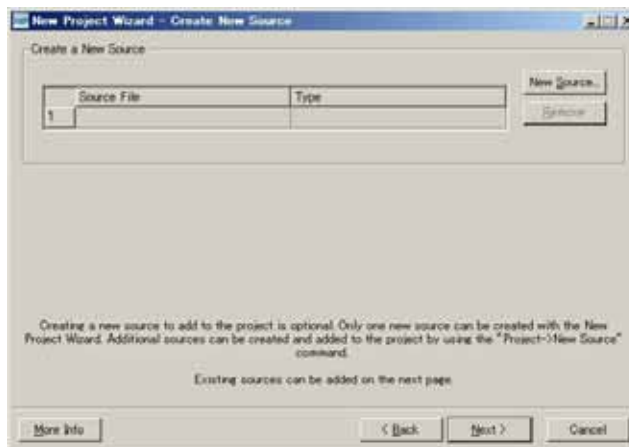 New Project Wizard - Create New Source
Create a New Source
Source File Type
New Source...
1
Remove
Creating a new source to add to the project is optional. Only one new source can be created with the New
Project Wizard. Additional sources can be created and added to the project by using the "Project->New Source"
command.
Existing sources can be added on the next page.
More Info
< Back
Next >
Cancel